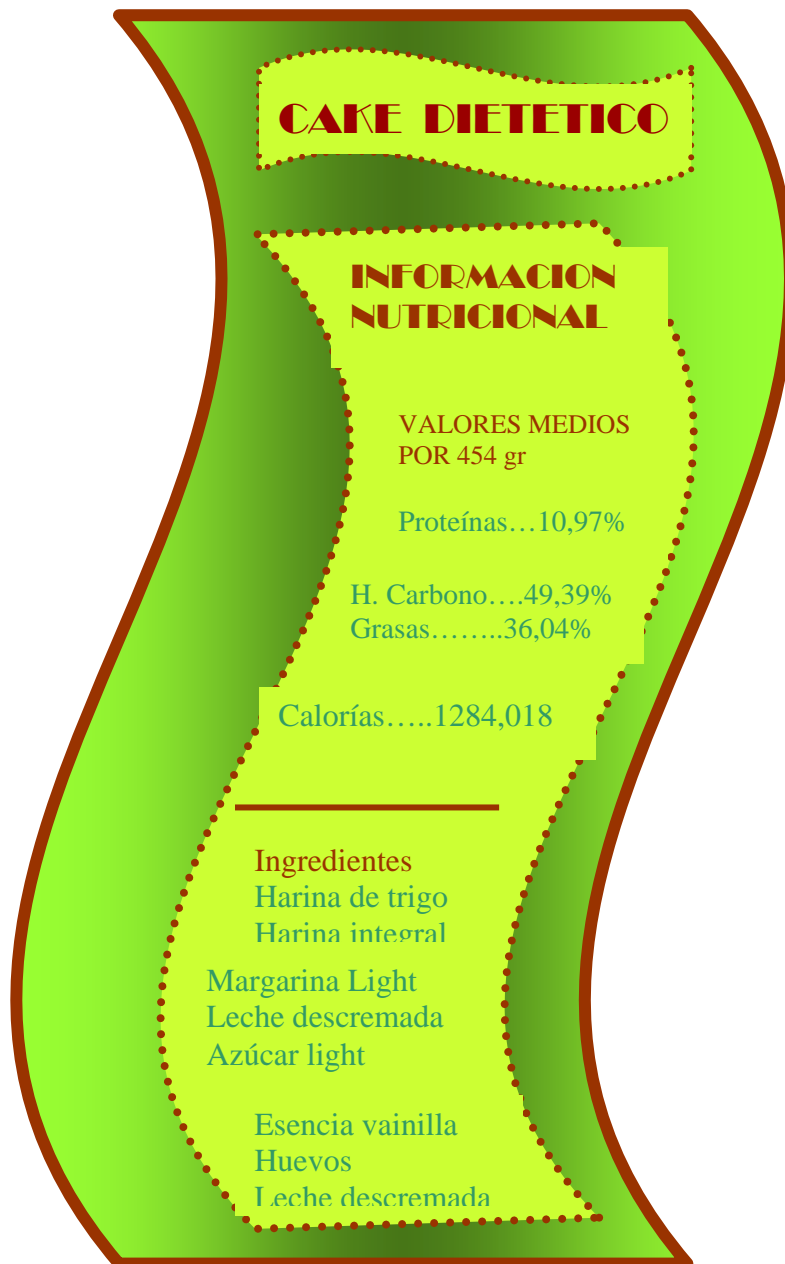 CAKE DIETETICO
INFORMACION
NUTRICIONAL
VALORES MEDIOS
POR 454 gr
Proteínas…10,97%
H. Carbono….49,39%
Grasas……..36,04%
Calorías…..1284,018
Ingredientes
Harina de trigo
Harina integral
Margarina Light
Leche descremada
Azúcar light
Esencia vainilla
Huevos
Leche descremada